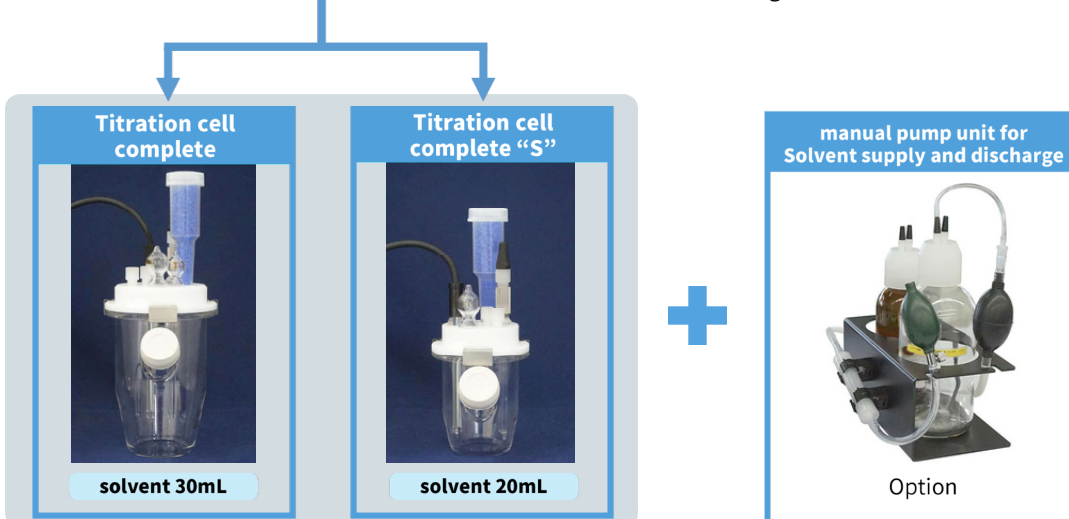 Titration cell
complete
Titration cell
complete “S”
manual pump unit for
Solvent supply and discharge
solvent 30mL
solvent 20mL
Option